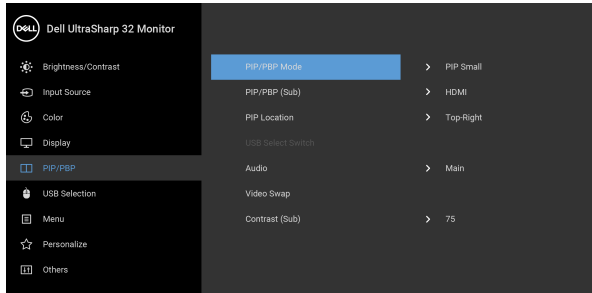 DELL Dell UltraSharp 32 Monitor
Brightness/Contrast
Input Source
Color
Display
PIP/PBP
USB Selection
Menu
Personalize
Others
PIP/PBP Mode > PIP Small
PIP/PBP (Sub) > HDMI
PIP Location > Top-Right
USB Select Switch
Audio > Main
Video Swap
Contrast (Sub) > 75